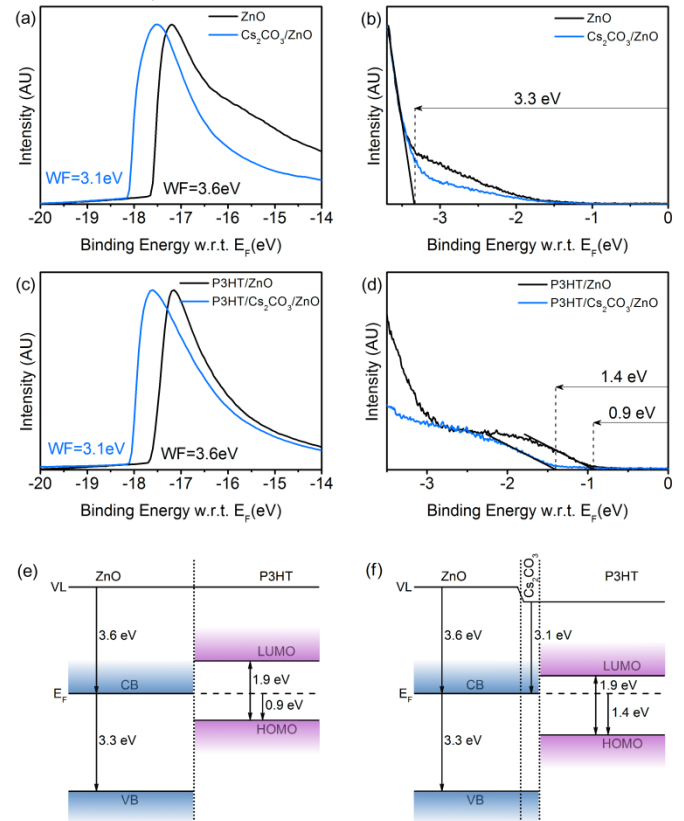 (a)
ZnO
Cs₂CO₃/ZnO
WF=3.1eV
WF=3.6eV
Intensity (AU)
-20 -19 -18 -17 -16 -15 -14
Binding Energy w.r.t. E_F(eV)
(b)
ZnO
Cs₂CO₃/ZnO
3.3 eV
Intensity (AU)
-3 -2 -1 0
Binding Energy w.r.t. E_F(eV)
(c)
P3HT/ZnO
P3HT/Cs₂CO₃/ZnO
WF=3.1eV
WF=3.6eV
Intensity (AU)
-20 -19 -18 -17 -16 -15 -14
Binding Energy w.r.t. E_F(eV)
(d)
P3HT/ZnO
P3HT/Cs₂CO₃/ZnO
1.4 eV
0.9 eV
Intensity (AU)
-3 -2 -1 0
Binding Energy w.r.t. E_F(eV)
(e)
ZnO
P3HT
VL
3.6 eV
LUMO
CB
1.9 eV
E_F
0.9 eV
HOMO
3.3 eV
VB
(f)
ZnO
Cs₂CO₃
P3HT
VL
3.6 eV
3.1 eV
LUMO
CB
1.9 eV
E_F
1.4 eV
HOMO
3.3 eV
VB